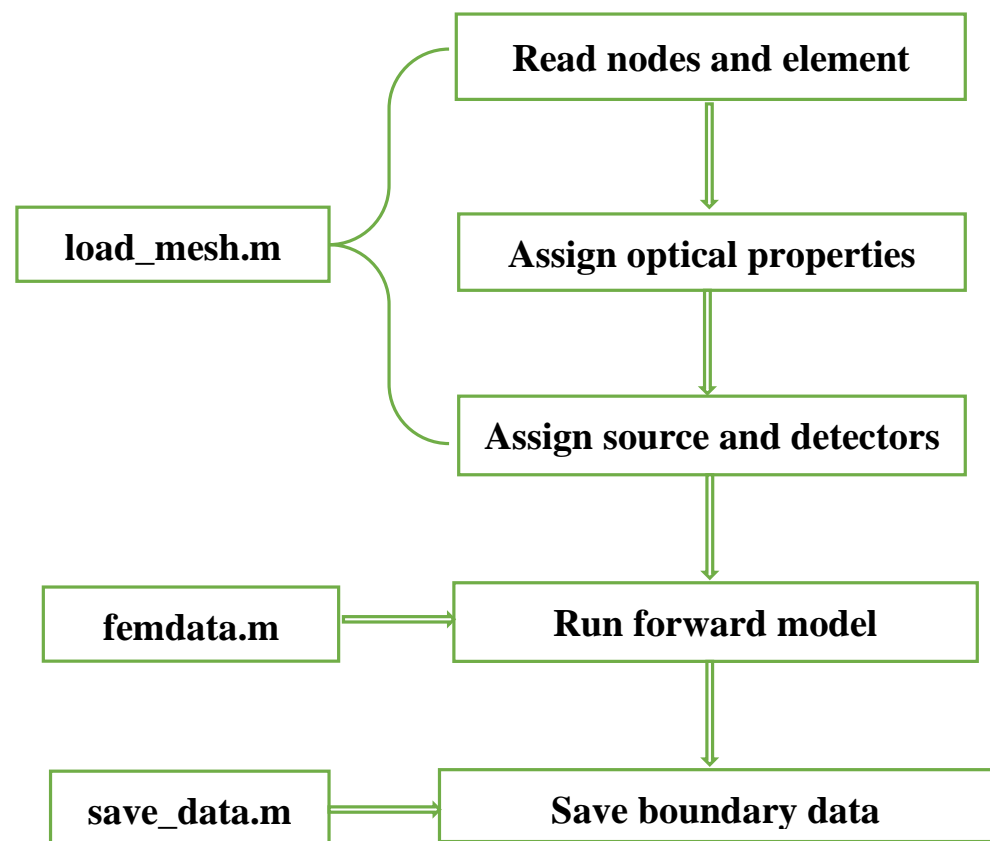 Read nodes and element
load_mesh.m
Assign optical properties
Assign source and detectors
femdata.m
Run forward model
save_data.m
Save boundary data